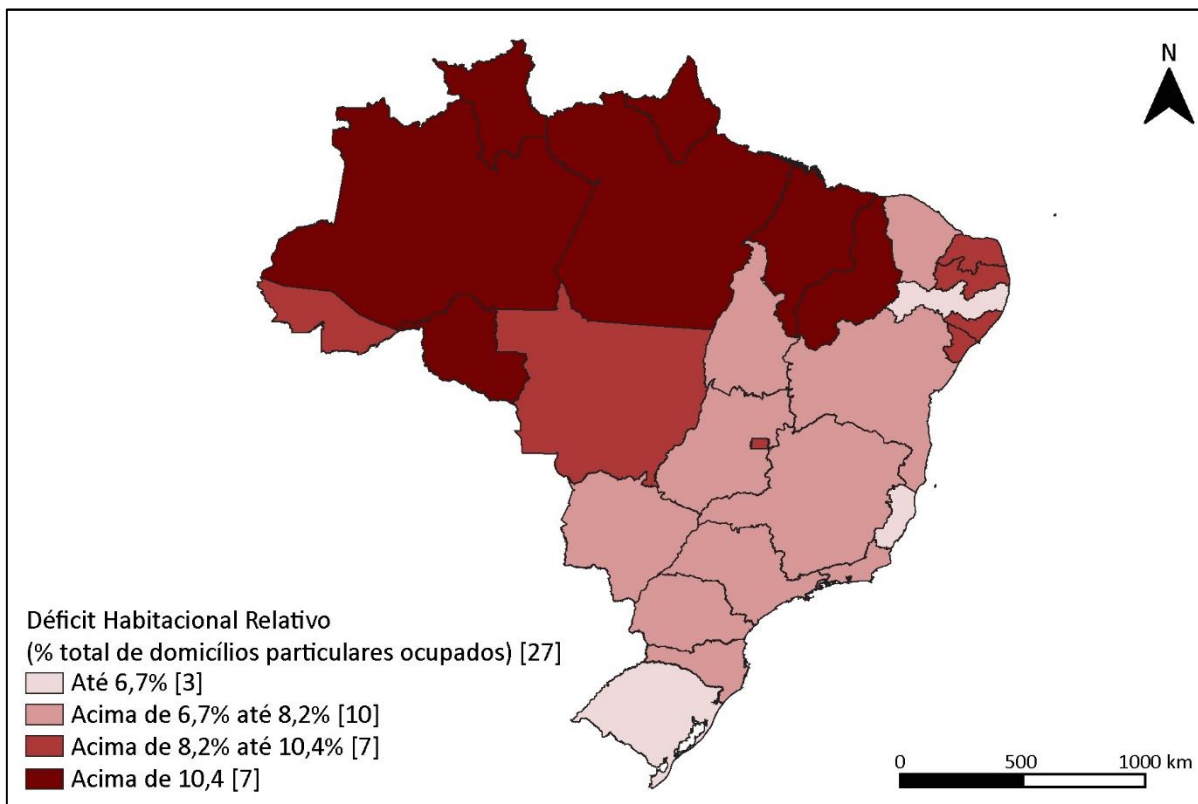 N
Déficit Habitacional Relativo
(% total de domicílios particulares ocupados) [27]
Até 6,7% [3]
Acima de 6,7% até 8,2% [10]
Acima de 8,2% até 10,4% [7]
Acima de 10,4 [7]
0 500 1000 km